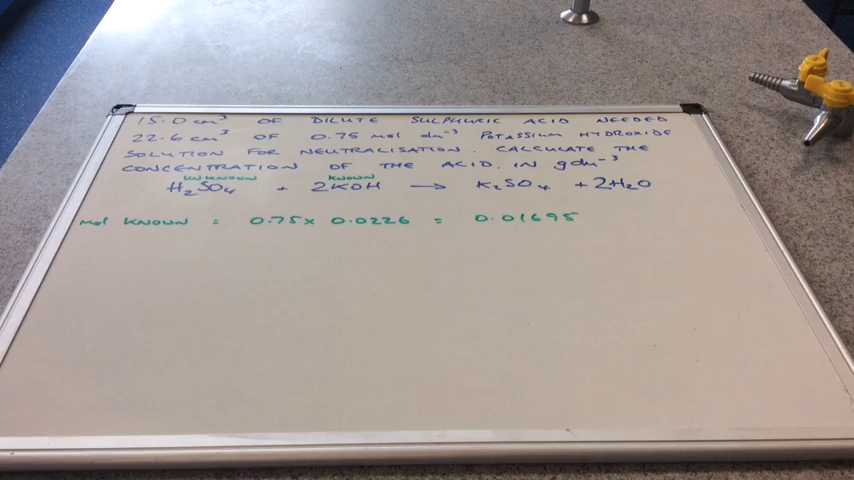 15.0 cm³ OF DILUTE SULPHURIC ACID NEEDED
22.6 cm³ OF 0.75 mol dm⁻³ POTASSIUM HYDROXIDE
SOLUTION FOR NEUTRALISATION. CALCULATE THE
CONCENTRATION OF THE ACID. IN gdm⁻³
UNKNOWN KNOWN
H₂SO₄ + 2KOH → K₂SO₄ + 2H₂O
mol KNOWN = 0.75 x 0.0226 = 0.01695